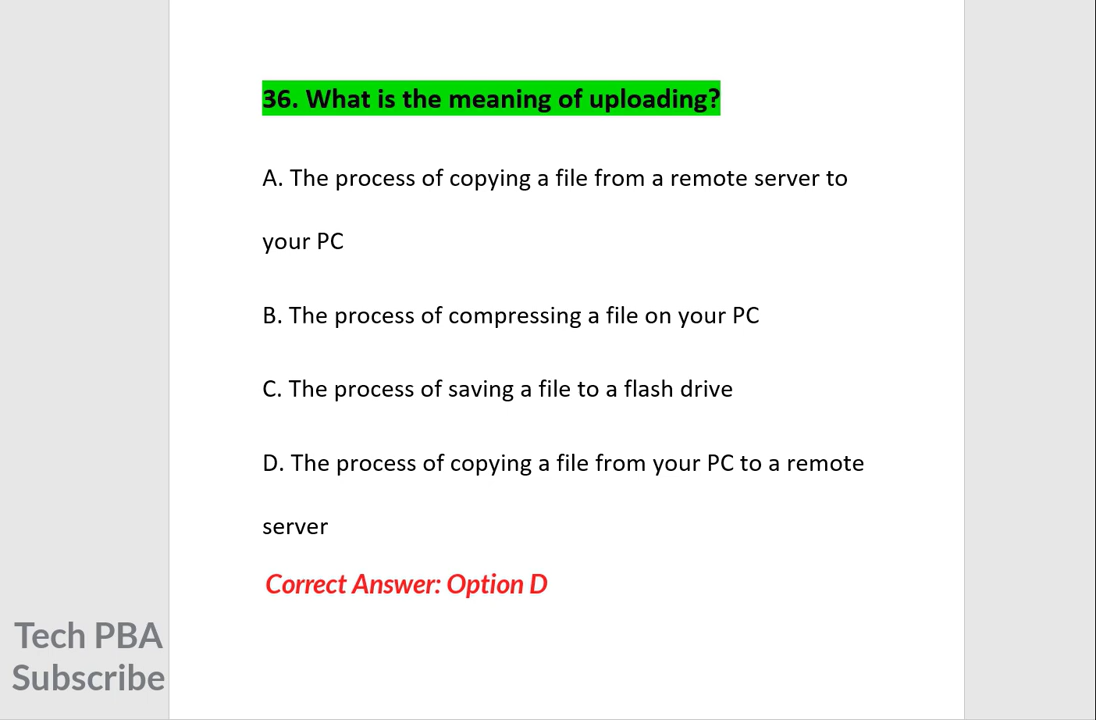 36. What is the meaning of uploading?
A. The process of copying a file from a remote server to
your PC
B. The process of compressing a file on your PC
C. The process of saving a file to a flash drive
D. The process of copying a file from your PC to a remote
server
Correct Answer: Option D
Tech PBA
Subscribe